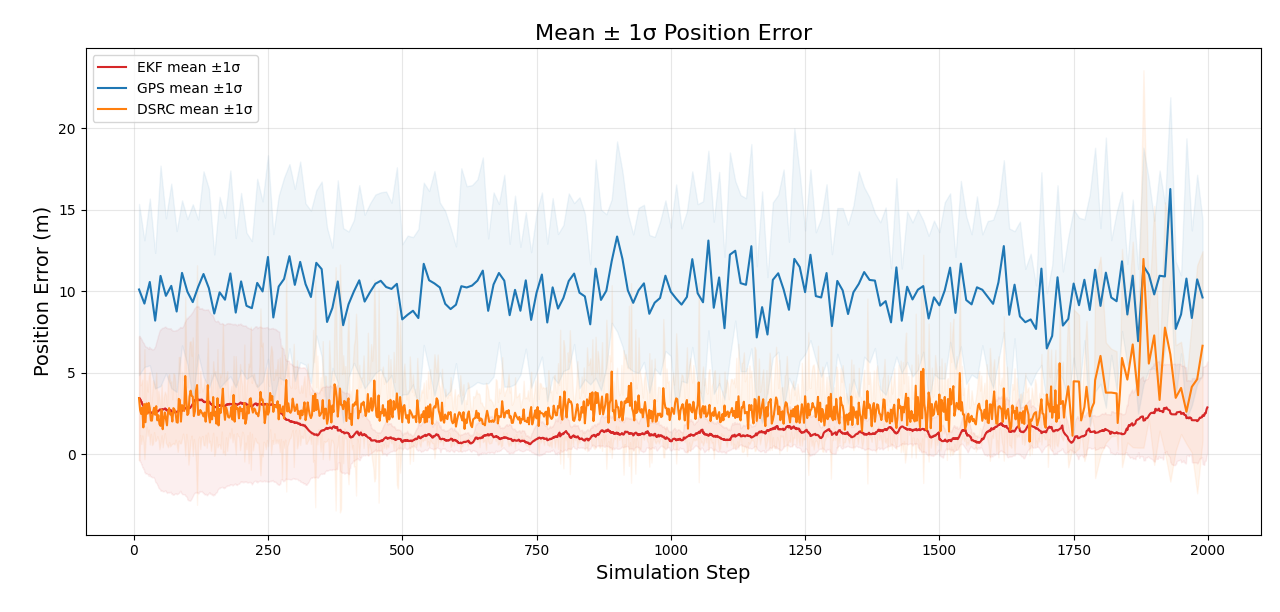 Mean ± 1σ Position Error
EKF mean ±1σ
GPS mean ±1σ
DSRC mean ±1σ
Position Error (m)
20
15
10
5
0
0 250 500 750 1000 1250 1500 1750 2000
Simulation Step